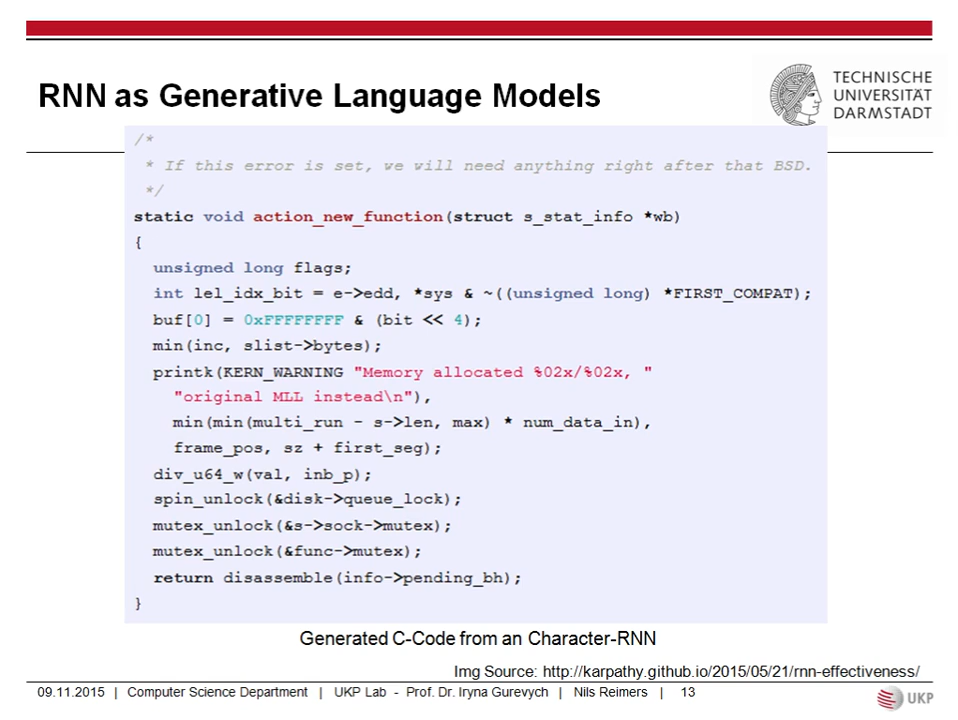 RNN as Generative Language Models
TECHNISCHE
UNIVERSITÄT
DARMSTADT
/*
* If this error is set, we will need anything right after that BSD.
*/
static void action_new_function(struct s_stat_info *wb)
{
unsigned long flags;
int lel_idx_bit = e->edd, *sys & ~((unsigned long) *FIRST_COMPAT);
buf[0] = 0xFFFFFFFF & (bit << 4);
min(inc, slist->bytes);
printk(KERN_WARNING "Memory allocated %02x/%02x, "
"original MLL instead\n"),
min(min(multi_run - s->len, max) * num_data_in),
frame_pos, sz + first_seg);
div_u64_w(val, inb_p);
spin_unlock(&disk->queue_lock);
mutex_unlock(&s->sock->mutex);
mutex_unlock(&func->mutex);
return disassemble(info->pending_bh);
}
Generated C-Code from an Character-RNN
Img Source: http://karpathy.github.io/2015/05/21/rnn-effectiveness/
09.11.2015 | Computer Science Department | UKP Lab - Prof. Dr. Iryna Gurevych | Nils Reimers | 13
UKP